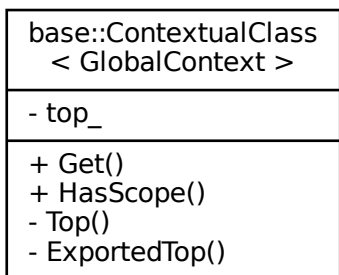 base::ContextualClass
< GlobalContext >
- top_
+ Get()
+ HasScope()
- Top()
- ExportedTop()